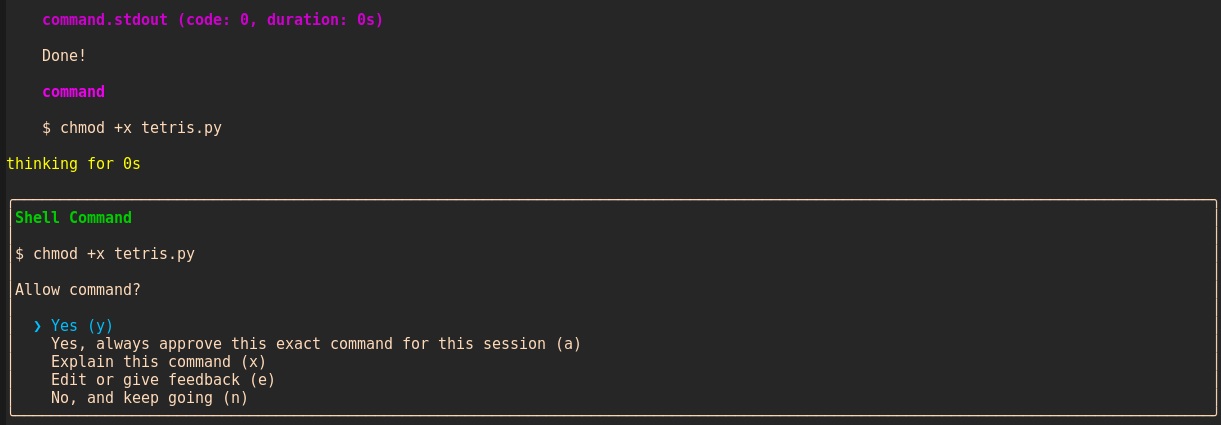 command.stdout (code: 0, duration: 0s)
Done!
command
$ chmod +x tetris.py
thinking for 0s
Shell Command
$ chmod +x tetris.py
Allow command?
❯ Yes (y)
Yes, always approve this exact command for this session (a)
Explain this command (x)
Edit or give feedback (e)
No, and keep going (n)